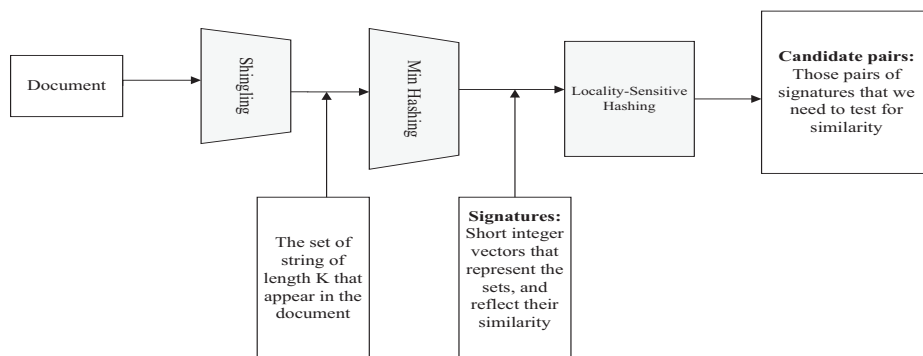 Document
Shingling
Min Hashing
Locality-Sensitive
Hashing
Candidate pairs:
Those pairs of
signatures that we
need to test for
similarity
The set of
string of
length K that
appear in the
document
Signatures:
Short integer
vectors that
represent the
sets, and
reflect their
similarity